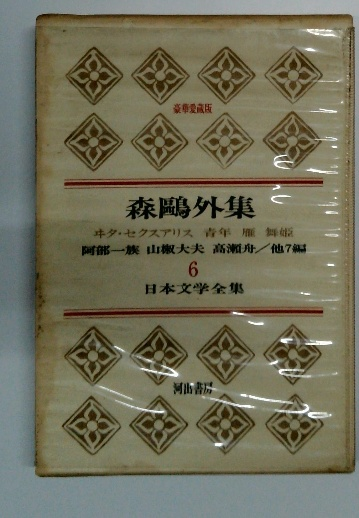 豪華愛蔵版
森鷗外集
ヰタ・セクスアリス 青年 雁 舞姫
阿部一族 山椒大夫 高瀬舟／他7編
6
日本文学全集
河出書房